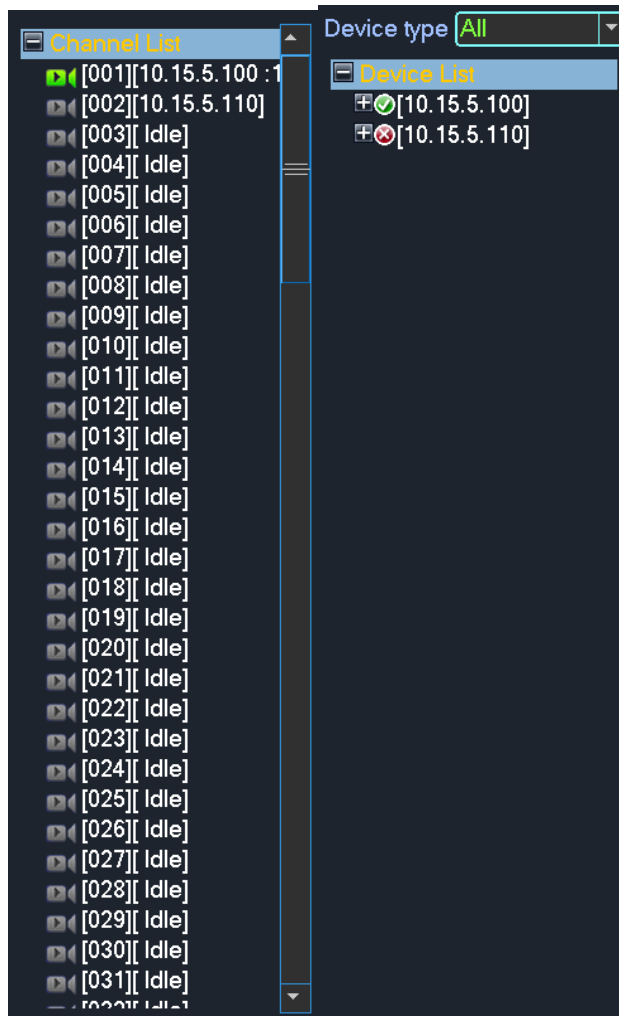 Channel List
[001][10.15.5.100 :1
[002][10.15.5.110]
[003][ Idle]
[004][ Idle]
[005][ Idle]
[006][ Idle]
[007][ Idle]
[008][ Idle]
[009][ Idle]
[010][ Idle]
[011][ Idle]
[012][ Idle]
[013][ Idle]
[014][ Idle]
[015][ Idle]
[016][ Idle]
[017][ Idle]
[018][ Idle]
[019][ Idle]
[020][ Idle]
[021][ Idle]
[022][ Idle]
[023][ Idle]
[024][ Idle]
[025][ Idle]
[026][ Idle]
[027][ Idle]
[028][ Idle]
[029][ Idle]
[030][ Idle]
[031][ Idle]
Device type All
Device List
[10.15.5.100]
[10.15.5.110]